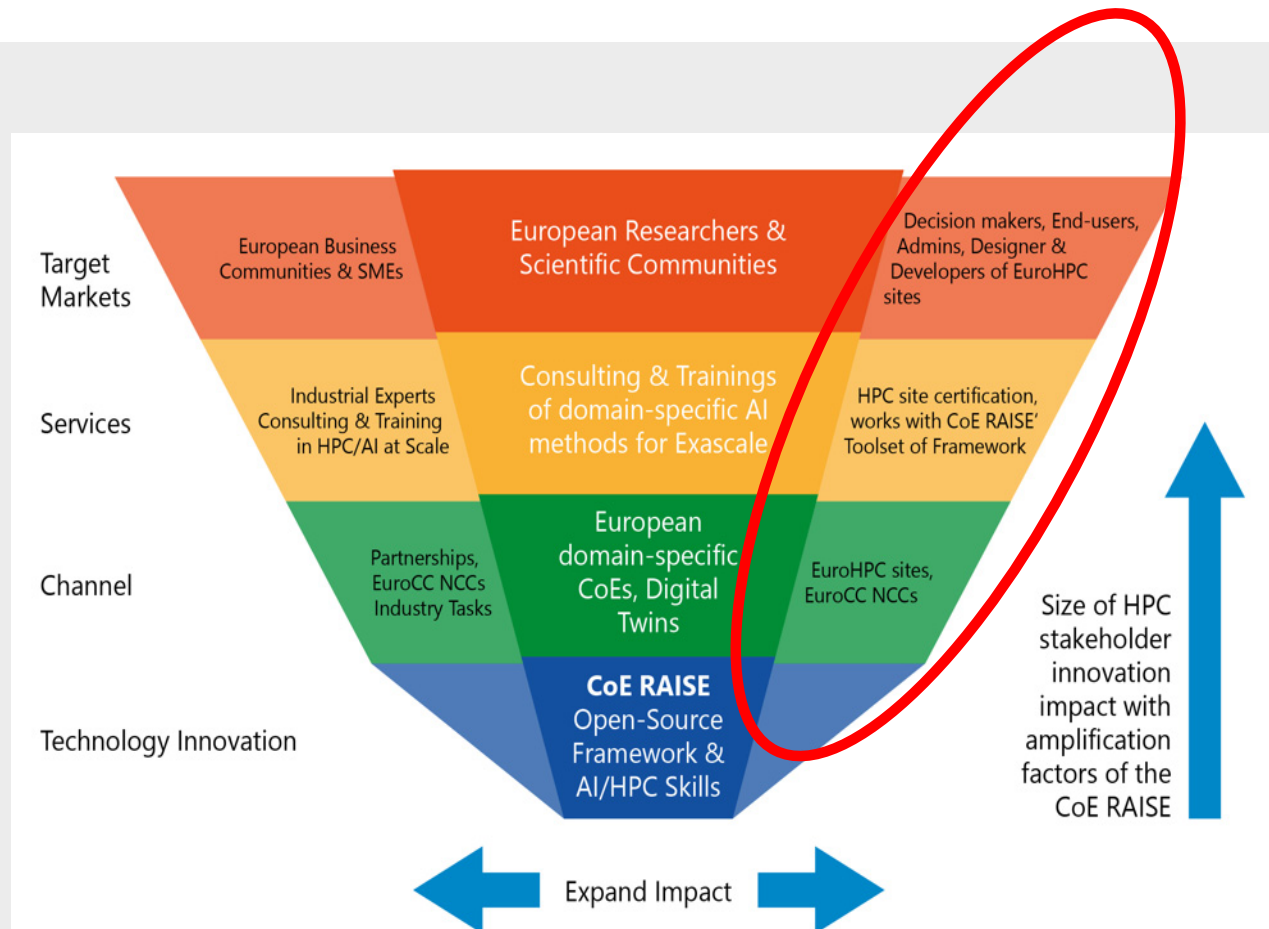 Target
Markets
European Business
Communities & SMEs
European Researchers &
Scientific Communities
Decision makers, End-users,
Admins, Designer &
Developers of EuroHPC
sites
Services
Industrial Experts
Consulting & Training
in HPC/AI at Scale
Consulting & Trainings
of domain-specific AI
methods for Exascale
HPC site certification,
works with CoE RAISE'
Toolset of Framework
Channel
Partnerships,
EuroCC NCCs
Industry Tasks
European
domain-specific
CoEs, Digital
Twins
EuroHPC sites,
EuroCC NCCs
Technology Innovation
CoE RAISE
Open-Source
Framework &
AI/HPC Skills
Size of HPC
stakeholder
innovation
impact with
amplification
factors of the
CoE RAISE
Expand Impact